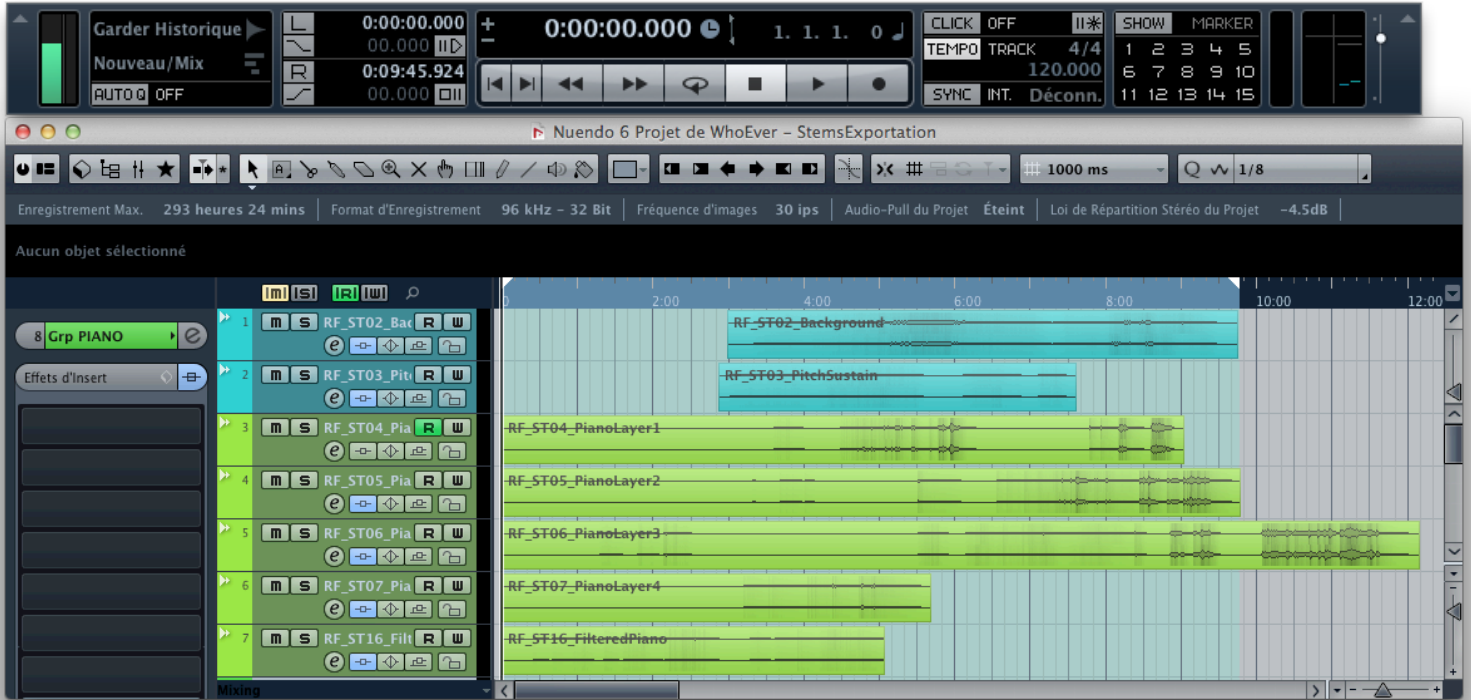 Garder Historique
Nouveau/Mix
AUTO Q OFF
L 0:00:00.000
00.000
R 0:09:45.924
00.000
0:00:00.000 1. 1. 1. 0
CLICK OFF
TEMPO TRACK 4/4
120.000
SYNC INT. Déconn.
SHOW MARKER
1 2 3 4 5
6 7 8 9 10
11 12 13 14 15
Nuendo 6 Projet de WhoEver – StemsExportation
1000 ms
Q 1/8
Enregistrement Max. 293 heures 24 mins Format d'Enregistrement 96 kHz – 32 Bit Fréquence d'images 30 ips Audio-Pull du Projet Éteint Loi de Répartition Stéréo du Projet -4.5dB
Aucun objet sélectionné
m S R W
0 2:00 4:00 6:00 8:00 10:00 12:00
8 Grp PIANO e
Effets d'Insert
1 m S RF_ST02_Bac R W
e
RF_ST02_Background
2 m S RF_ST03_Pit R W
e
RF_ST03_PitchSustain
3 m S RF_ST04_Pia R W
e
RF_ST04_PianoLayer1
4 m S RF_ST05_Pia R W
e
RF_ST05_PianoLayer2
5 m S RF_ST06_Pia R W
e
RF_ST06_PianoLayer3
6 m S RF_ST07_Pia R W
e
RF_ST07_PianoLayer4
7 m S RF_ST16_Filt R W
e
RF_ST16_FilteredPiano
Mixing